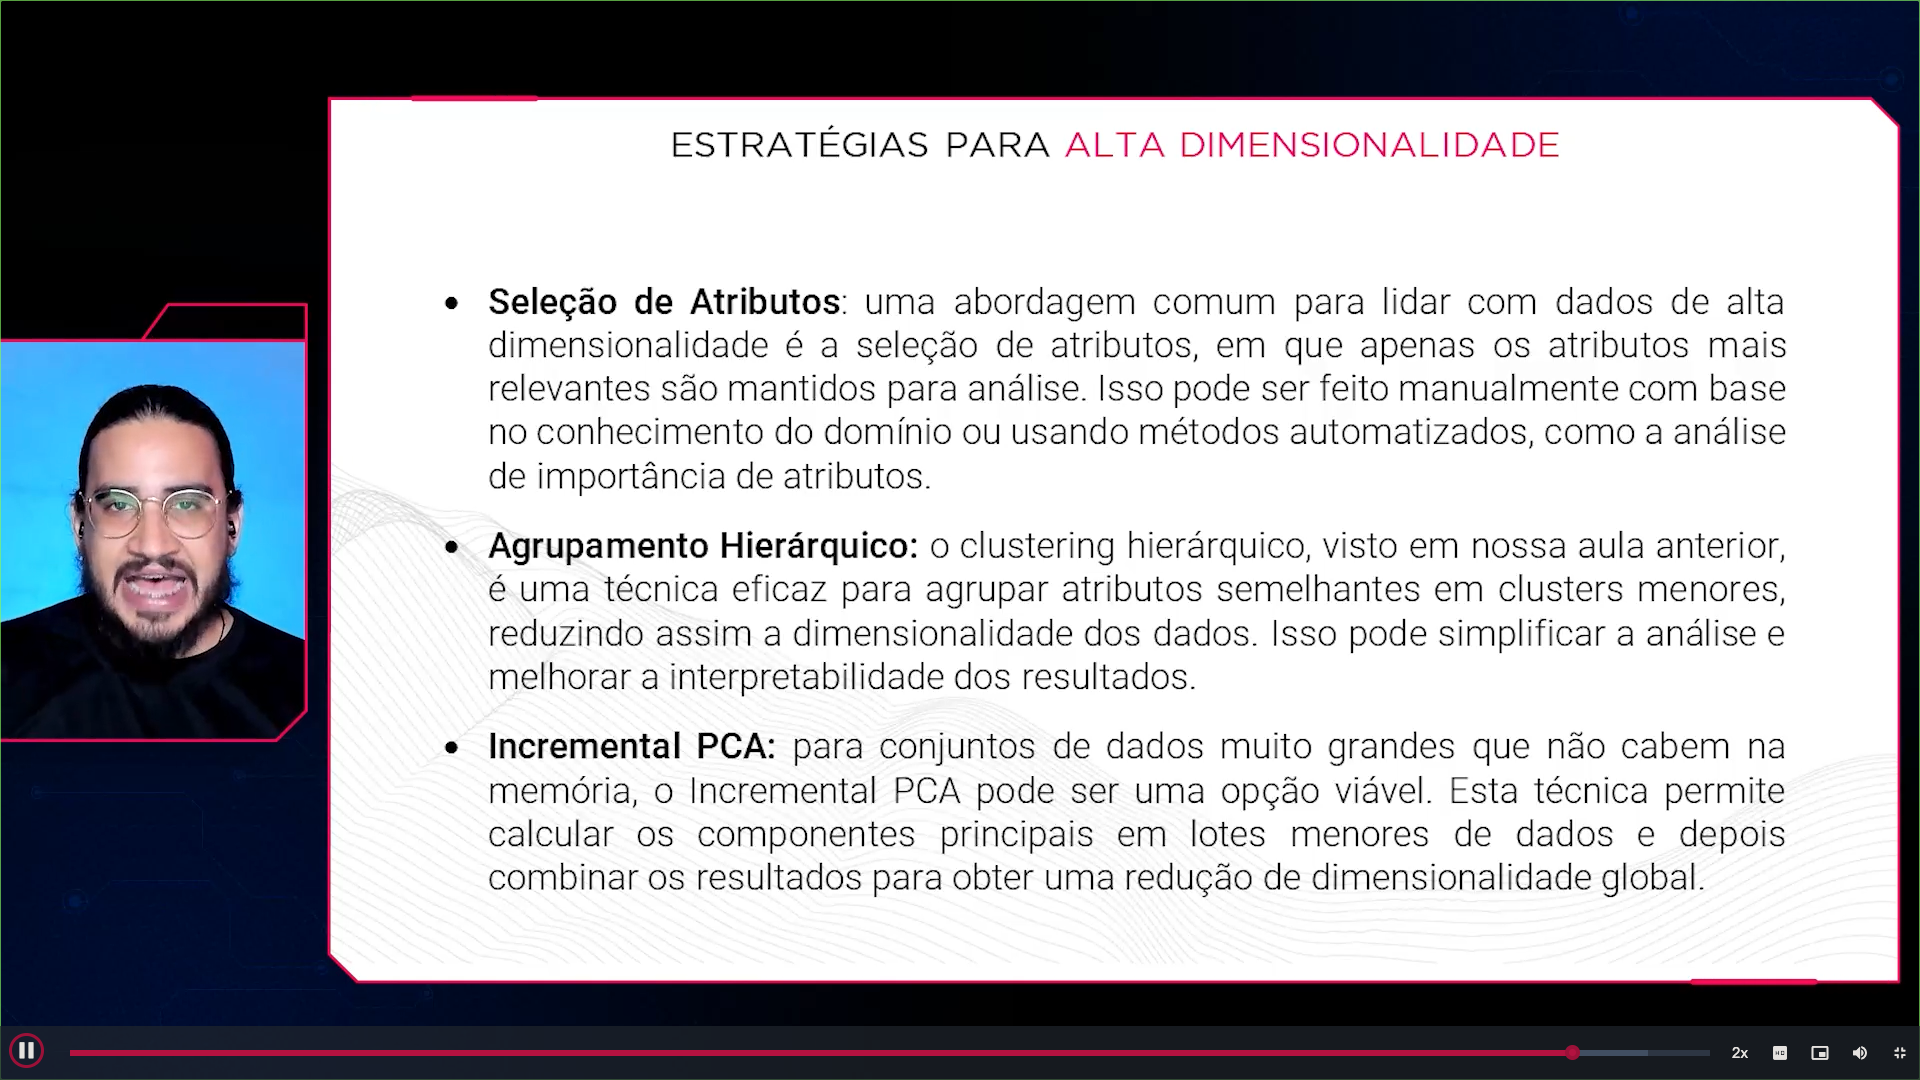 ESTRATÉGIAS PARA ALTA DIMENSIONALIDADE
• Seleção de Atributos: uma abordagem comum para lidar com dados de alta
dimensionalidade é a seleção de atributos, em que apenas os atributos mais
relevantes são mantidos para análise. Isso pode ser feito manualmente com base
no conhecimento do domínio ou usando métodos automatizados, como a análise
de importância de atributos.
• Agrupamento Hierárquico: o clustering hierárquico, visto em nossa aula anterior,
é uma técnica eficaz para agrupar atributos semelhantes em clusters menores,
reduzindo assim a dimensionalidade dos dados. Isso pode simplificar a análise e
melhorar a interpretabilidade dos resultados.
• Incremental PCA: para conjuntos de dados muito grandes que não cabem na
memória, o Incremental PCA pode ser uma opção viável. Esta técnica permite
calcular os componentes principais em lotes menores de dados e depois
combinar os resultados para obter uma redução de dimensionalidade global.
2x